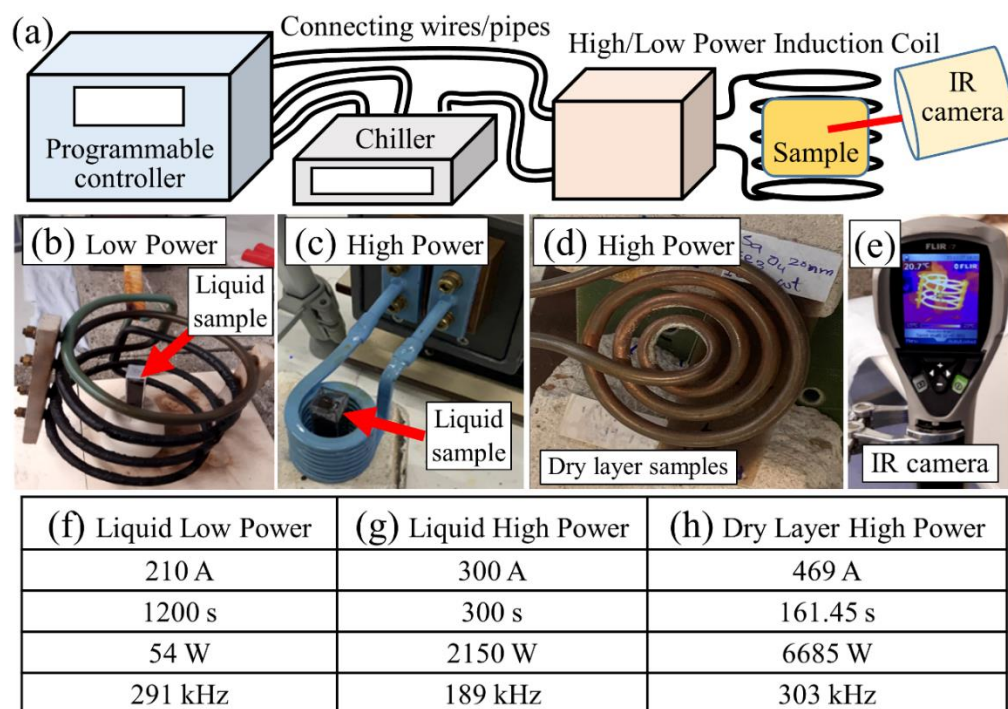 (a)
Connecting wires/pipes
High/Low Power Induction Coil
IR
camera
Programmable
controller
Chiller
Sample
(b) Low Power
Liquid
sample
(c) High Power
Liquid
sample
(d) High Power
20nm
Dry layer samples
(e)
FLIR i7
20.7°C
FLIR
IR camera
(f) Liquid Low Power
(g) Liquid High Power
(h) Dry Layer High Power
210 A
300 A
469 A
1200 s
300 s
161.45 s
54 W
2150 W
6685 W
291 kHz
189 kHz
303 kHz